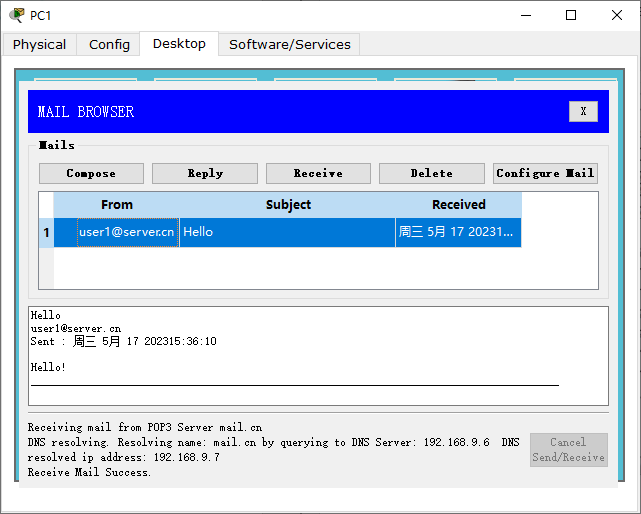 PC1
Physical Config Desktop Software/Services
MAIL BROWSER X
Mails
Compose Reply Receive Delete Configure Mail
From Subject Received
1 user1@server.cn Hello 周三 5月 17 20231...
Hello
user1@server.cn
Sent : 周三 5月 17 202315:36:10
Hello!
Receiving mail from POP3 Server mail.cn
DNS resolving. Resolving name: mail.cn by querying to DNS Server: 192.168.9.6 DNS
resolved ip address: 192.168.9.7
Receive Mail Success.
Cancel
Send/Receive